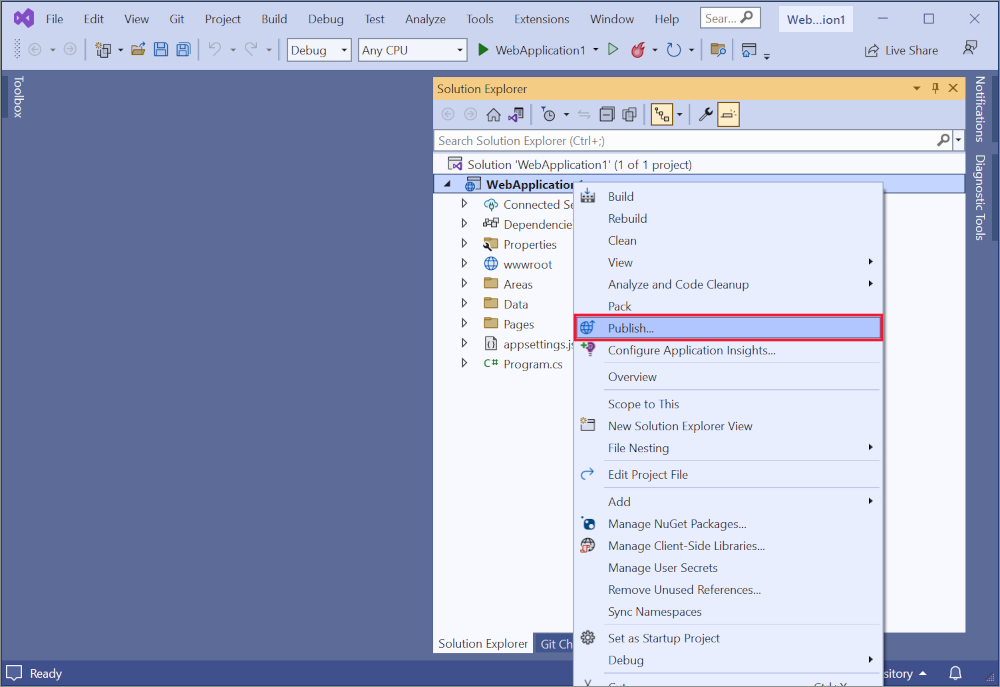 File Edit View Git Project Build Debug Test Analyze Tools Extensions Window Help Sear... Web...ion1
Debug Any CPU WebApplication1 Live Share
Toolbox
Solution Explorer
Search Solution Explorer (Ctrl+;)
Solution 'WebApplication1' (1 of 1 project)
WebApplication
Connected Se
Dependencie
Properties
wwwroot
Areas
Data
Pages
appsettings.js
C# Program.cs
Build
Rebuild
Clean
View
Analyze and Code Cleanup
Pack
Publish...
Configure Application Insights...
Overview
Scope to This
New Solution Explorer View
File Nesting
Edit Project File
Add
Manage NuGet Packages...
Manage Client-Side Libraries...
Manage User Secrets
Remove Unused References...
Sync Namespaces
Set as Startup Project
Debug
Notifications
Diagnostic Tools
Solution Explorer Git Ch
Ready sitory